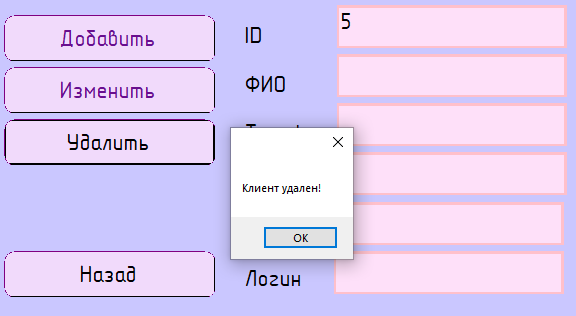 Добавить
Изменить
Удалить
Назад
ID
5
ФИО
Клиент удален!
OK
Логин